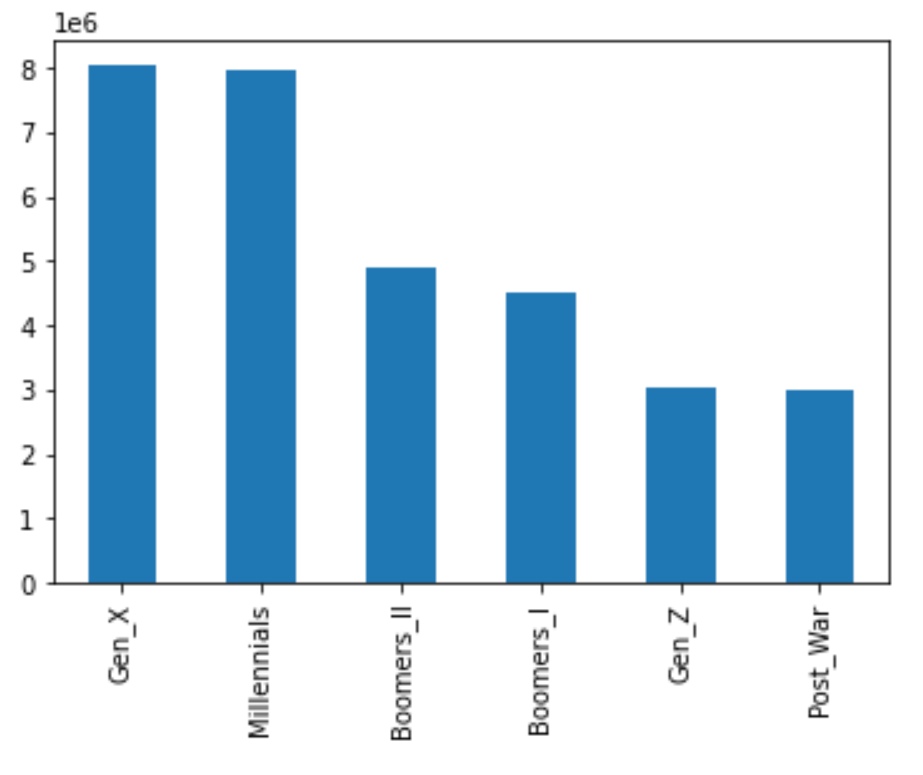 1e6
8
7
6
5
4
3
2
1
0
Gen_X
Millennials
Boomers_II
Boomers_I
Gen_Z
Post_War